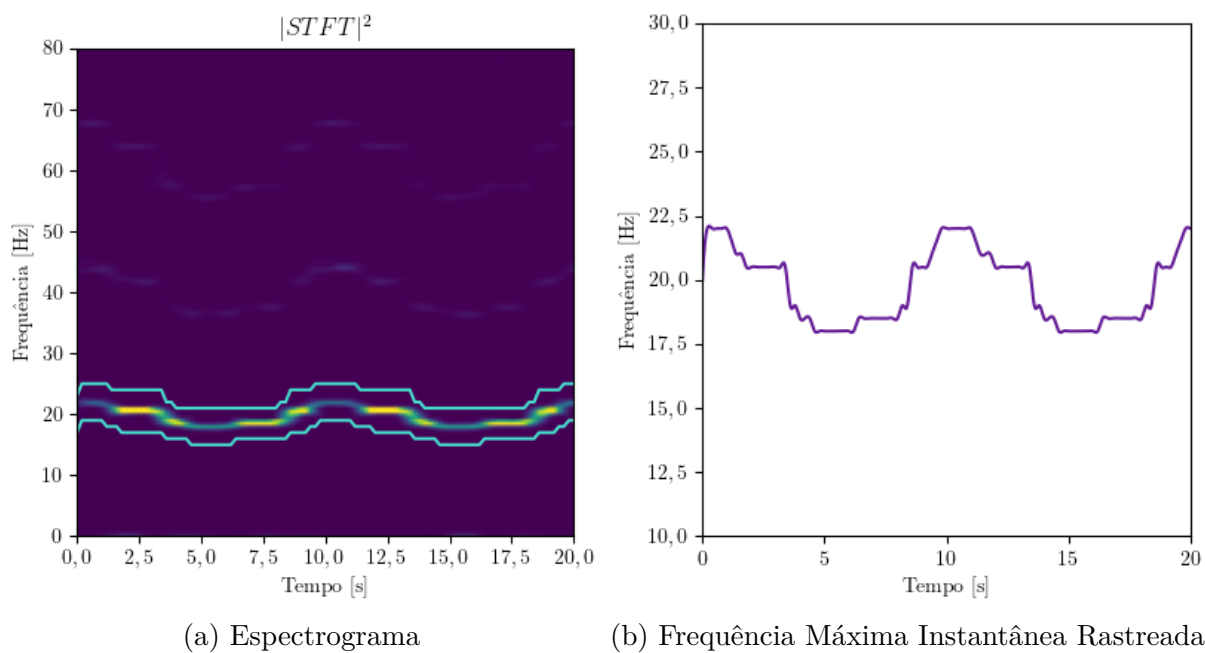 |STFT|²
80
70
60
50
40
30
20
10
0
Frequência [Hz]
0,0 2,5 5,0 7,5 10,0 12,5 15,0 17,5 20,0
Tempo [s]
(a) Espectrograma
30,0
27,5
25,0
22,5
20,0
17,5
15,0
12,5
10,0
Frequência [Hz]
0 5 10 15 20
Tempo [s]
(b) Frequência Máxima Instantânea Rastreada